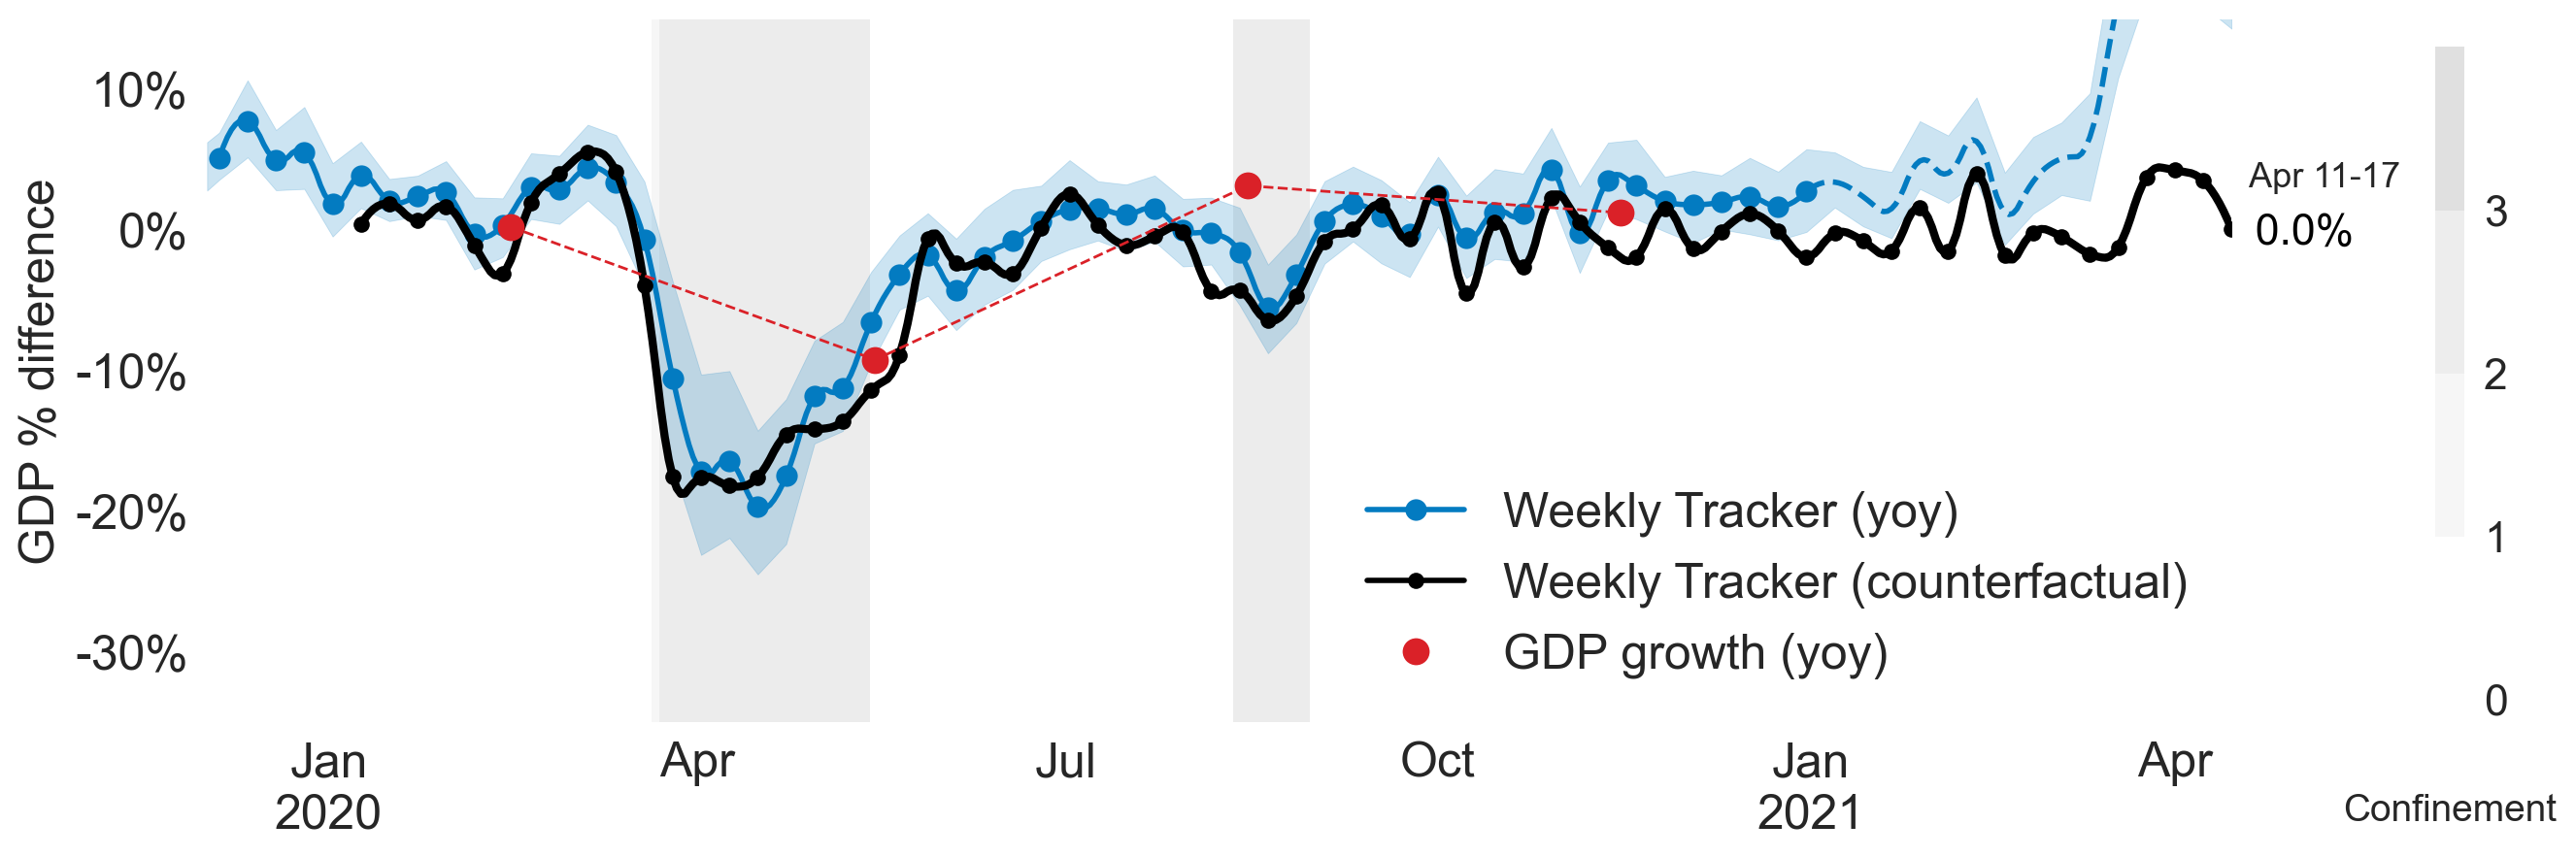 GDP % difference
10%
0%
-10%
-20%
-30%
Apr 11-17
0.0%
Weekly Tracker (yoy)
Weekly Tracker (counterfactual)
GDP growth (yoy)
3
2
1
0
Jan Apr Jul Oct Jan Apr
2020 2021
Confinement